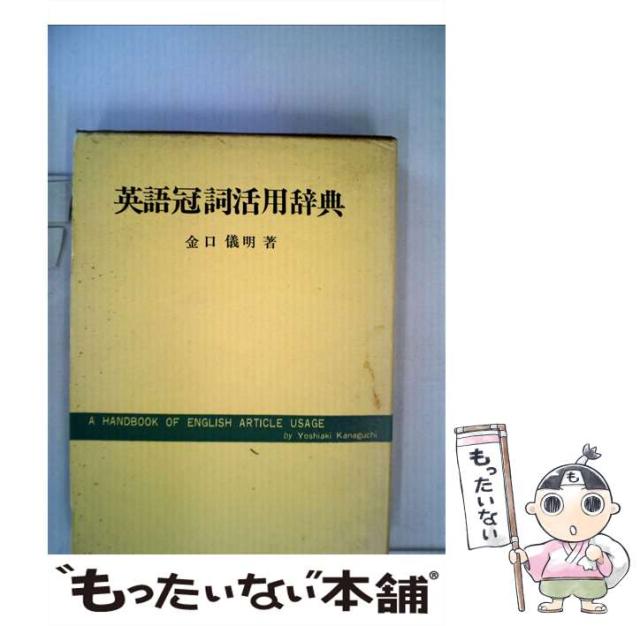 英語冠詞活用辞典
金口儀明著
A HANDBOOK OF ENGLISH ARTICLE USAGE
by Yoshiaki Kanaguchi
もったいない
も
"もったいない"本舗®